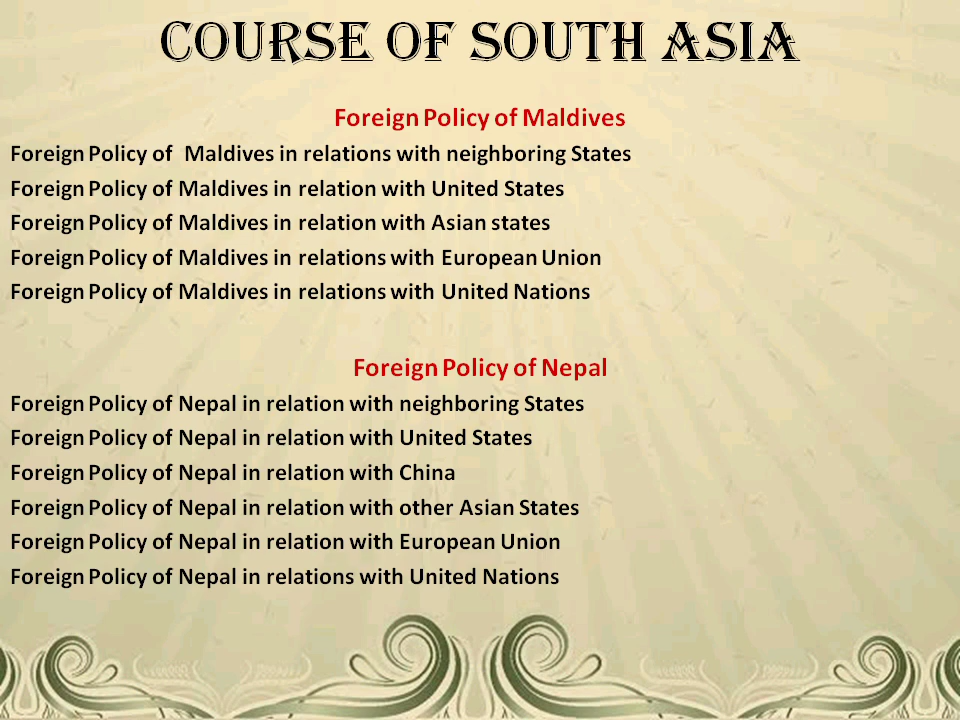 COURSE OF SOUTH ASIA
Foreign Policy of Maldives
Foreign Policy of  Maldives in relations with neighboring States
Foreign Policy of Maldives in relation with United States
Foreign Policy of Maldives in relation with Asian states
Foreign Policy of Maldives in relations with European Union
Foreign Policy of Maldives in relations with United Nations
Foreign Policy of Nepal
Foreign Policy of Nepal in relation with neighboring States
Foreign Policy of Nepal in relation with United States
Foreign Policy of Nepal in relation with China
Foreign Policy of Nepal in relation with other Asian States
Foreign Policy of Nepal in relation with European Union
Foreign Policy of Nepal in relations with United Nations